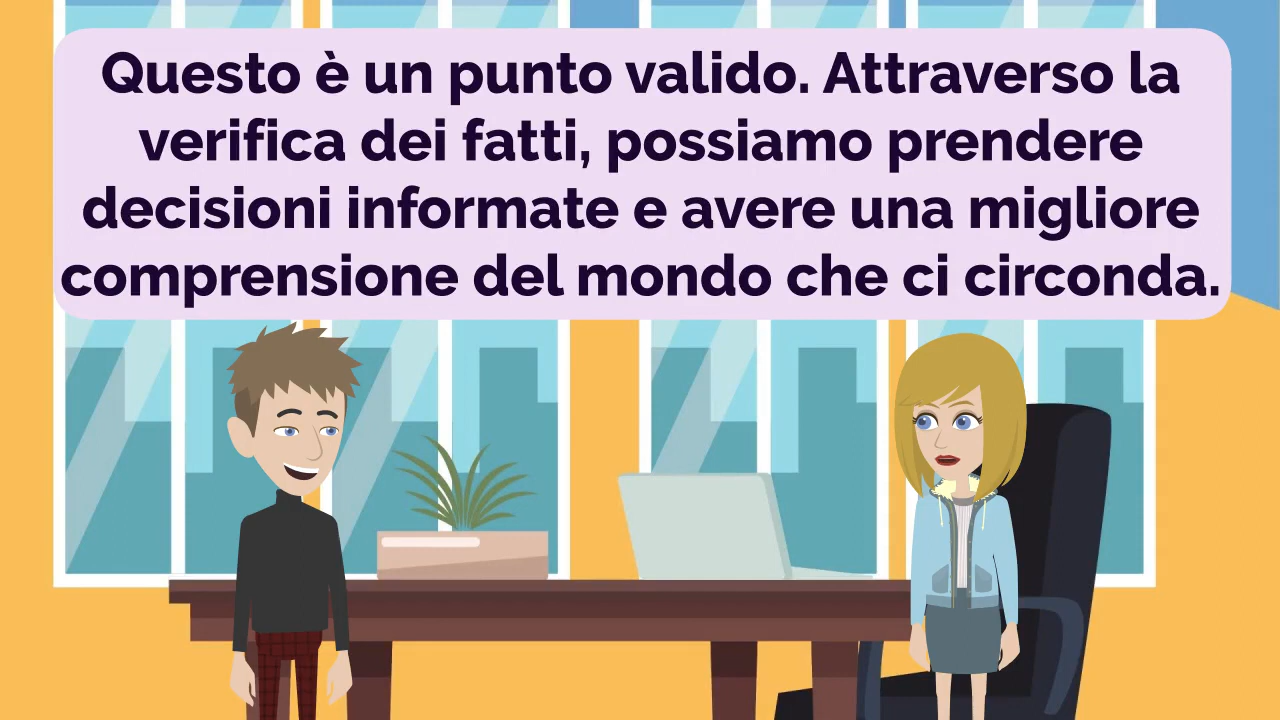 Questo è un punto valido. Attraverso la
verifica dei fatti, possiamo prendere
decisioni informate e avere una migliore
comprensione del mondo che ci circonda.